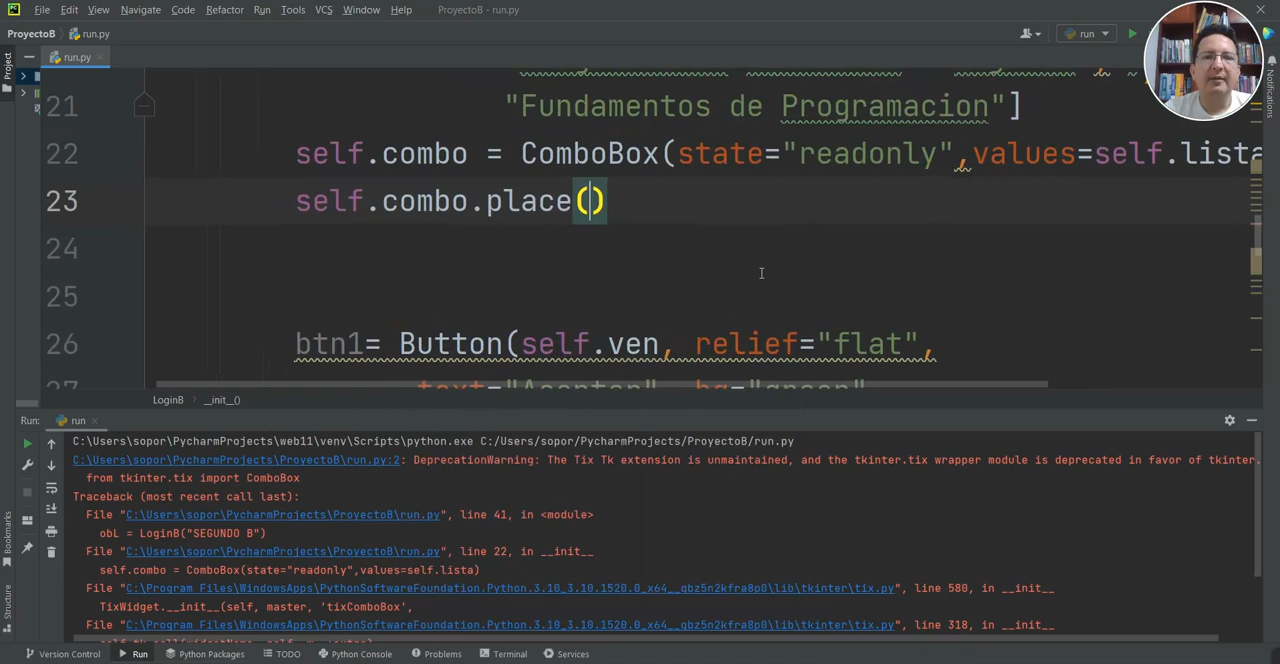 File Edit View Navigate Code Refactor Run Tools VCS Window Help ProyectoB - run.py
ProyectoB run.py run
Project
run.py
Notifications
21 "Fundamentos de Programacion"]
22 self.combo = ComboBox(state="readonly",values=self.lista
23 self.combo.place()
24
25
26 btn1= Button(self.ven, relief="flat",
27 text="Aceptar", bg="green"
LoginB __init__()
Run: run
C:\Users\sopor\PycharmProjects\web11\venv\Scripts\python.exe C:/Users/sopor/PycharmProjects/ProyectoB/run.py
C:\Users\sopor\PycharmProjects\ProyectoB\run.py:2: DeprecationWarning: The Tix Tk extension is unmaintained, and the tkinter.tix wrapper module is deprecated in favor of tkinter.
from tkinter.tix import ComboBox
Traceback (most recent call last):
File "C:\Users\sopor\PycharmProjects\ProyectoB\run.py", line 41, in <module>
obL = LoginB("SEGUNDO B")
File "C:\Users\sopor\PycharmProjects\ProyectoB\run.py", line 22, in __init__
self.combo = ComboBox(state="readonly",values=self.lista)
File "C:\Program Files\WindowsApps\PythonSoftwareFoundation.Python.3.10_3.10.1520.0_x64__qbz5n2kfra8p0\lib\tkinter\tix.py", line 580, in __init__
TixWidget.__init__(self, master, 'tixComboBox',
File "C:\Program Files\WindowsApps\PythonSoftwareFoundation.Python.3.10_3.10.1520.0_x64__qbz5n2kfra8p0\lib\tkinter\tix.py", line 318, in __init__
Bookmarks
Structure
Version Control Run Python Packages TODO Python Console Problems Terminal Services